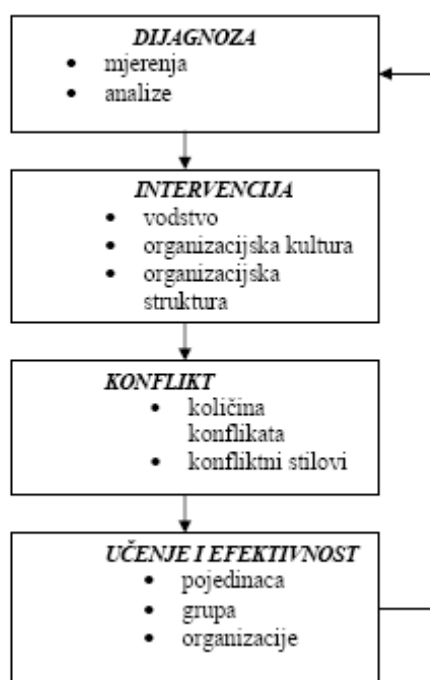 DIJAGNOZA
• mjerenja
• analize
INTERVENCIJA
• vodstvo
• organizacijska kultura
• organizacijska
struktura
KONFLIKT
• količina
konflikata
• konfliktni stilovi
UČENJE I EFEKTIVNOST
• pojedinaca
• grupa
• organizacije